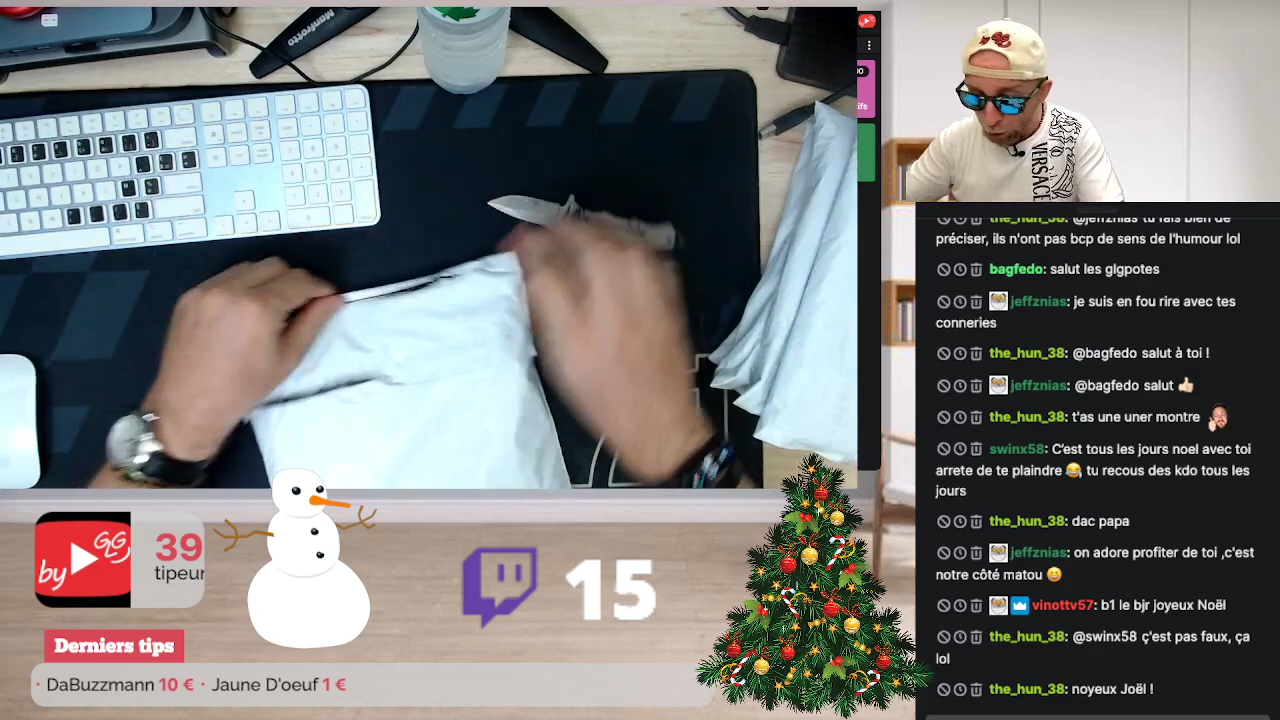 Manfrotto
VERSACE
the_hun_38: @jeffznias tu fais bien de
préciser, ils n'ont pas bcp de sens de l'humour lol
bagfedo: salut les glgpotes
jeffznias: je suis en fou rire avec tes
conneries
the_hun_38: @bagfedo salut à toi !
jeffznias: @bagfedo salut 👍🏻
the_hun_38: t'as une uner montre
swinx58: C'est tous les jours noel avec toi
arrete de te plaindre 😂, tu recous des kdo tous les
jours
the_hun_38: dac papa
jeffznias: on adore profiter de toi ,c'est
notre côté matou 😆
vinottv57: b1 le bjr joyeux Noël
the_hun_38: @swinx58 ç'est pas faux, ça
lol
the_hun_38: noyeux Joël !
by GLG
39
tipeur
15
Derniers tips
· DaBuzzmann 10 € · Jaune D'oeuf 1 €